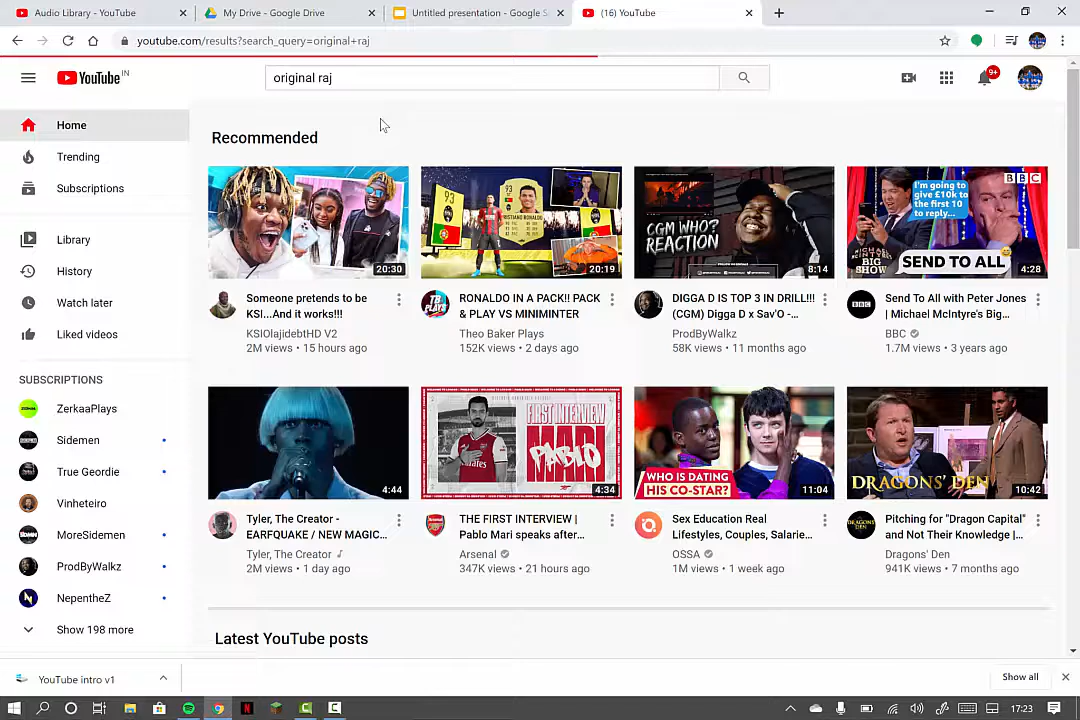 Audio Library - YouTube
My Drive - Google Drive
Untitled presentation - Google S
(16) YouTube
youtube.com/results?search_query=original+raj
YouTube IN
original raj
9+
Home
Trending
Subscriptions
Library
History
Watch later
Liked videos
SUBSCRIPTIONS
ZerkaaPlays
Sidemen
True Geordie
Vinheteiro
MoreSidemen
ProdByWalkz
NepentheZ
Show 198 more
Recommended
20:30
Someone pretends to be
KSI...And it works!!!
KSIOlajidebtHD V2
2M views • 15 hours ago
93
93
20:19
RONALDO IN A PACK!! PACK
& PLAY VS MINIMINTER
Theo Baker Plays
152K views • 2 days ago
CGM WHO?
REACTION
8:14
DIGGA D IS TOP 3 IN DRILL!!!
(CGM) Digga D x Sav'O -...
ProdByWalkz
58K views • 11 months ago
I'm going to
give £10k to
the first 10
to reply...
BBC
MICHAEL
MCINTYRE'S
BIG
SHOW
SEND TO ALL
4:28
Send To All with Peter Jones
| Michael McIntyre's Big...
BBC
1.7M views • 3 years ago
4:44
Tyler, The Creator -
EARFQUAKE / NEW MAGIC...
Tyler, The Creator
2M views • 1 day ago
FIRST INTERVIEW
MARI
PABLO
4:34
THE FIRST INTERVIEW |
Pablo Mari speaks after...
Arsenal
347K views • 21 hours ago
WHO IS DATING
HIS CO-STAR?
11:04
Sex Education Real
Lifestyles, Couples, Salarie...
OSSA
1M views • 1 week ago
DRAGONS' DEN
10:42
Pitching for "Dragon Capital"
and Not Their Knowledge |...
Dragons' Den
941K views • 7 months ago
Latest YouTube posts
YouTube intro v1
Show all
17:23